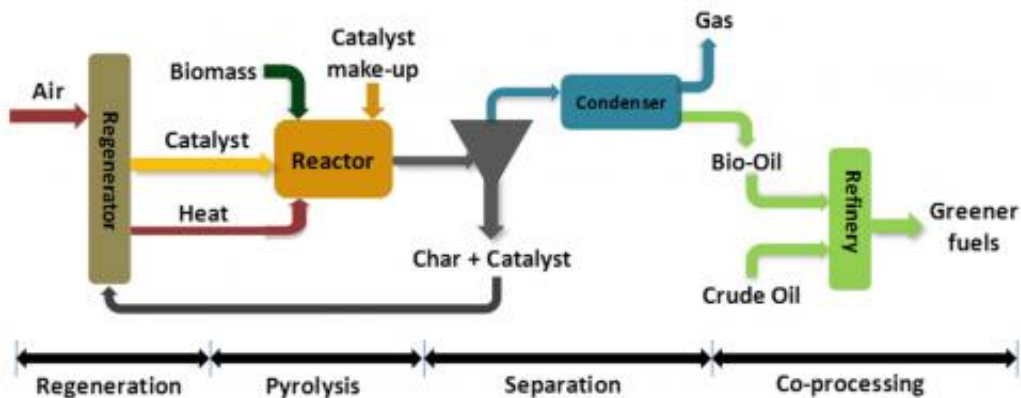 Gas
Catalyst
make-up
Biomass
Air
Condenser
Regenerator
Catalyst
Reactor
Bio-Oil
Refinery
Heat
Greener
fuels
Char + Catalyst
Crude Oil
Regeneration
Pyrolysis
Separation
Co-processing